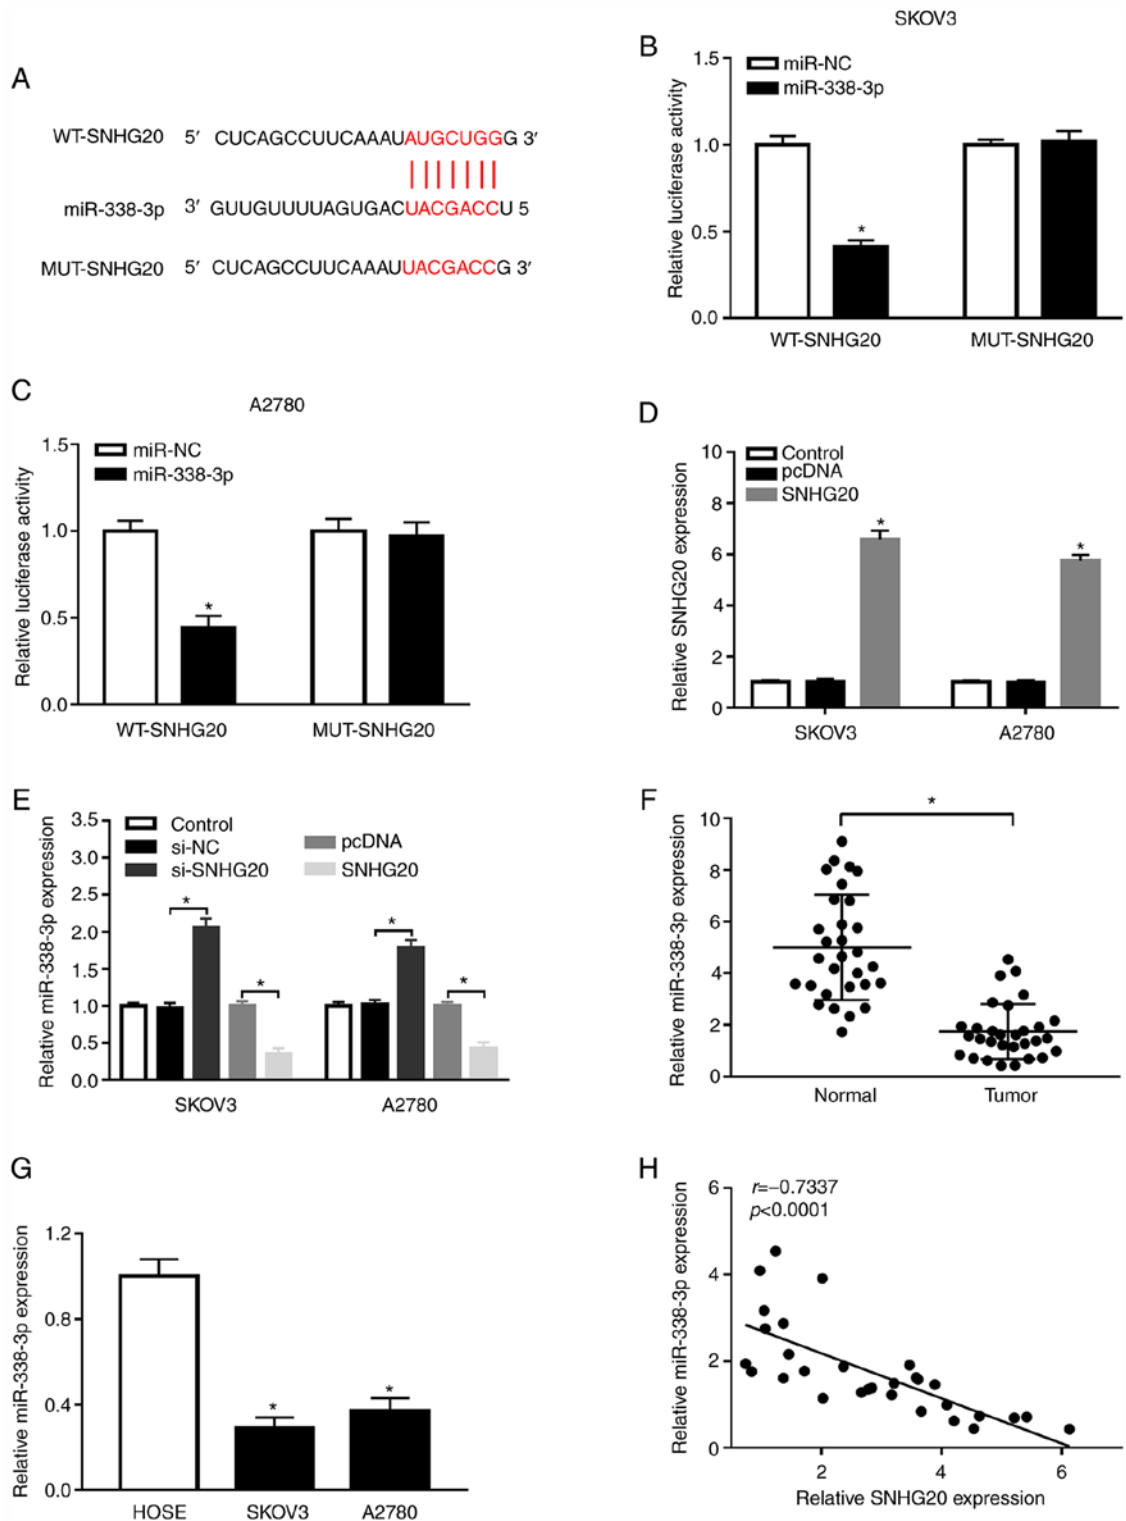 A
WT-SNHG20 5′ CUCAGCCUUCAAAUAUGCUGGG 3′
miR-338-3p 3′ GUUGUUUUAGUGACUACGACCU 5
MUT-SNHG20 5′ CUCAGCCUUCAAAUUACGACCG 3′
B
SKOV3
miR-NC
miR-338-3p
Relative luciferase activity
1.5
1.0
0.5
0.0
WT-SNHG20 MUT-SNHG20
C
A2780
miR-NC
miR-338-3p
Relative luciferase activity
1.5
1.0
0.5
0.0
*
*
WT-SNHG20 MUT-SNHG20
D
Control
pcDNA
SNHG20
Relative SNHG20 expression
10
8
6
4
2
0
* *
SKOV3 A2780
E
Control
si-NC
si-SNHG20
pcDNA
SNHG20
Relative miR-338-3p expression
3.5
3.0
2.5
2.0
1.5
1.0
0.5
0.0
* * * *
SKOV3 A2780
F
Relative miR-338-3p expression
10
8
6
4
2
0
*
Normal Tumor
G
Relative miR-338-3p expression
1.2
0.8
0.4
0.0
* *
HOSE SKOV3 A2780
H
r=−0.7337
p<0.0001
Relative miR-338-3p expression
6
4
2
0
2 4 6
Relative SNHG20 expression